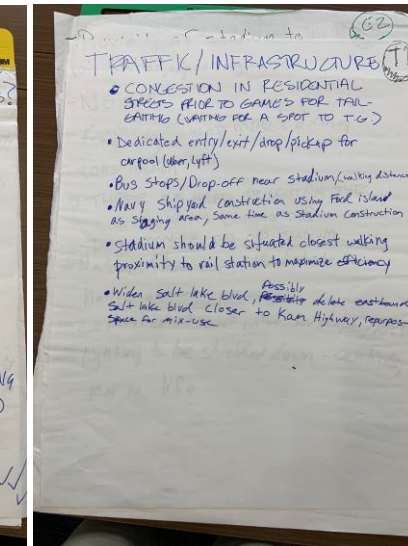 G2
TRAFFIC/INFRASTRUCTURE
• CONGESTION IN RESIDENTIAL
STREETS PRIOR TO GAMES FOR TAIL-
GATING (WAITING FOR A SPOT TO T.G)
• Dedicated entry/exit/drop/pickup for
carpool (uber, lyft)
• Bus Stops/Drop-off near stadium, (walking distance
• Navy shipyard construction using Ford island
as staging area, same time as stadium construction
• Stadium should be situated closest walking
proximity to rail station to maximize efficiency
Possibly
• Widen Salt lake blvd, delete eastbound
Salt lake blvd closer to Kam Highway, repurpos
space for mix-use